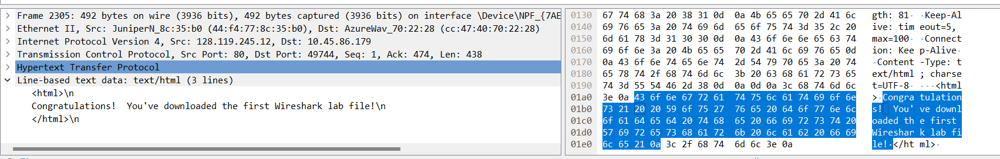 Frame 2305: 492 bytes on wire (3936 bits), 492 bytes captured (3936 bits) on interface \Device\NPF_{7AE
Ethernet II, Src: JuniperN_8c:35:b0 (44:f4:77:8c:35:b0), Dst: AzureWav_70:22:28 (cc:47:40:70:22:28)
Internet Protocol Version 4, Src: 128.119.245.12, Dst: 10.45.86.179
Transmission Control Protocol, Src Port: 80, Dst Port: 49744, Seq: 1, Ack: 474, Len: 438
Hypertext Transfer Protocol
Line-based text data: text/html (3 lines)
<html>\n
Congratulations!  You've downloaded the first Wireshark lab file!\n
</html>\n
0130 67 74 68 3a 20 38 31 0d 0a 4b 65 65 70 2d 41 6c gth: 81· ·Keep-Al
0140 69 76 65 3a 20 74 69 6d 65 6f 75 74 3d 35 2c 20 ive: tim eout=5,
0150 6d 61 78 3d 31 30 30 0d 0a 43 6f 6e 6e 65 63 74 max=100· ·Connect
0160 69 6f 6e 3a 20 4b 65 65 70 2d 41 6c 69 76 65 0d ion: Kee p-Alive·
0170 0a 43 6f 6e 74 65 6e 74 2d 54 79 70 65 3a 20 74 ·Content -Type: t
0180 65 78 74 2f 68 74 6d 6c 3b 20 63 68 61 72 73 65 ext/html ; charse
0190 74 3d 55 54 46 2d 38 0d 0a 0d 0a 3c 68 74 6d 6c t=UTF-8· ···<html
01a0 3e 0a 43 6f 6e 67 72 61 74 75 6c 61 74 69 6f 6e >·Congra tulation
01b0 73 21 20 20 59 6f 75 27 76 65 20 64 6f 77 6e 6c s!  You' ve downl
01c0 6f 61 64 65 64 20 74 68 65 20 66 69 72 73 74 20 oaded th e first
01d0 57 69 72 65 73 68 61 72 6b 20 6c 61 62 20 66 69 Wireshar k lab fi
01e0 6c 65 21 0a 3c 2f 68 74 6d 6c 3e 0a le!·</ht ml>·